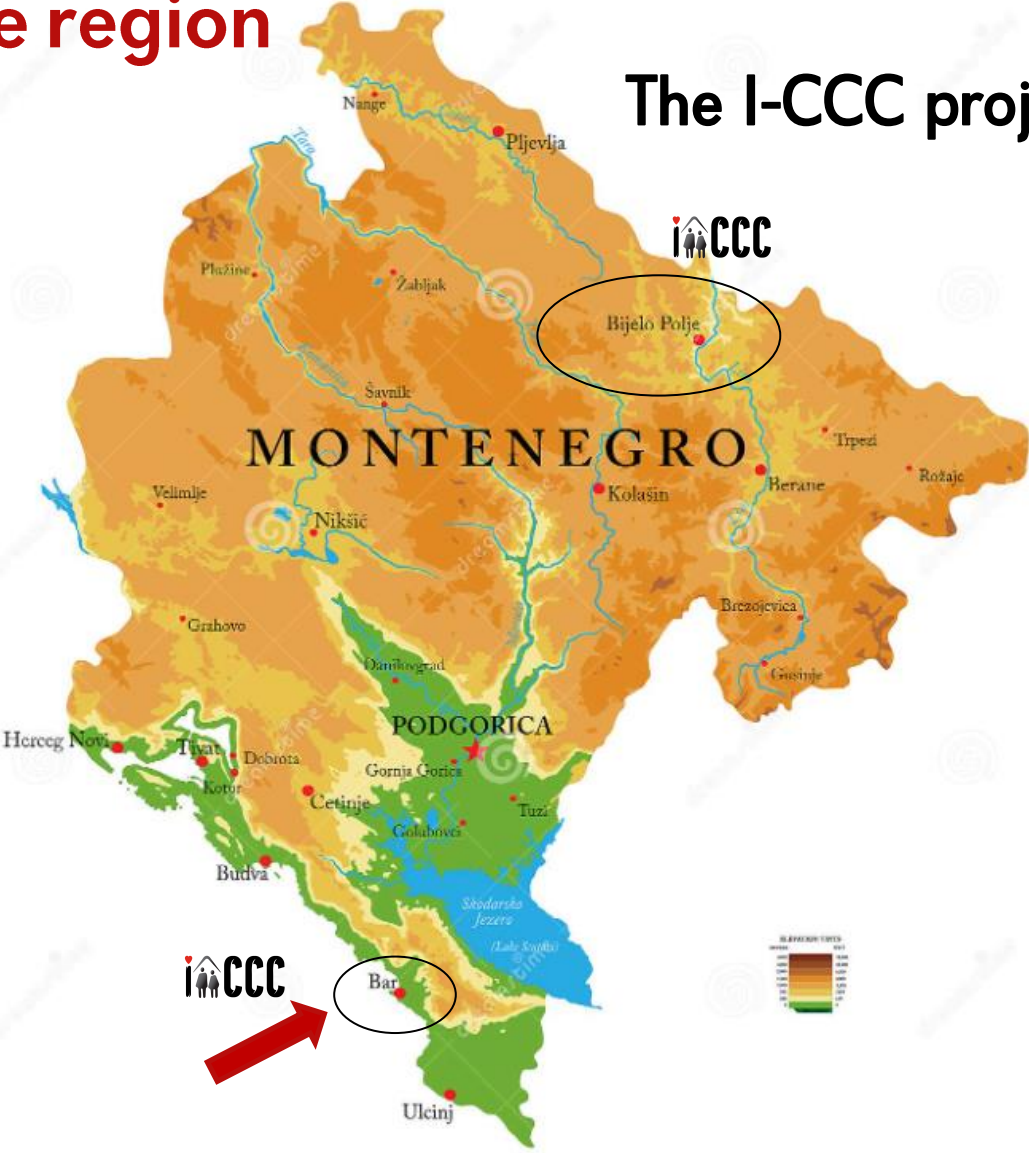 e region
The I-CCC proj
Nange
Pljevlja
Tara
iCCC
Plužine
Žabljak
Bijelo Polje
Šavnik
MONTENEGRO
Trpezi
Rožaje
Berane
Kolašin
Velimlje
Nikšić
Brezojevica
Grahovo
Danilovgrad
Gusinje
PODGORICA
Herceg Novi
Tivat
Dobrota
Gornja Gorica
Kotor
Cetinje
Tuzi
Golubovci
Budva
Skadarsko
Jezero
iCCC
Bar
Ulcinj